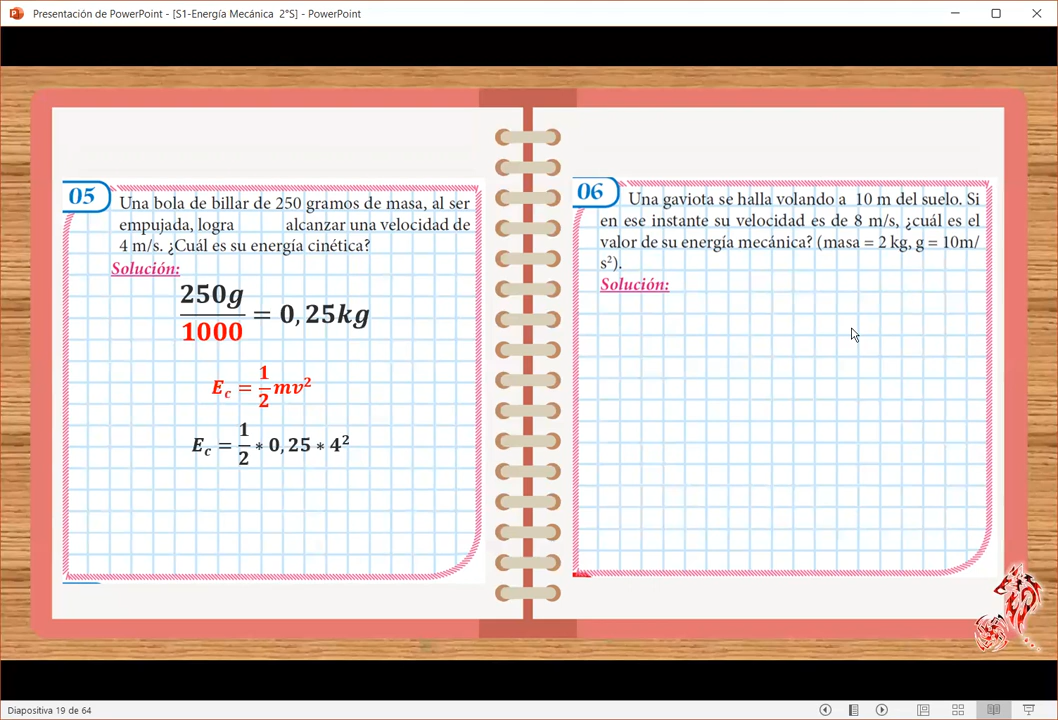 Presentación de PowerPoint - [S1-Energía Mecánica 2°S] - PowerPoint
05
Una bola de billar de 250 gramos de masa, al ser
empujada, logra alcanzar una velocidad de
4 m/s. ¿Cuál es su energía cinética?
Solución:
250g
1000 = 0,25kg
E_c = 1/2 mv²
E_c = 1/2 * 0,25 * 4²
06
Una gaviota se halla volando a 10 m del suelo. Si
en ese instante su velocidad es de 8 m/s, ¿cuál es el
valor de su energía mecánica? (masa = 2 kg, g = 10m/
s²).
Solución:
Diapositiva 19 de 64